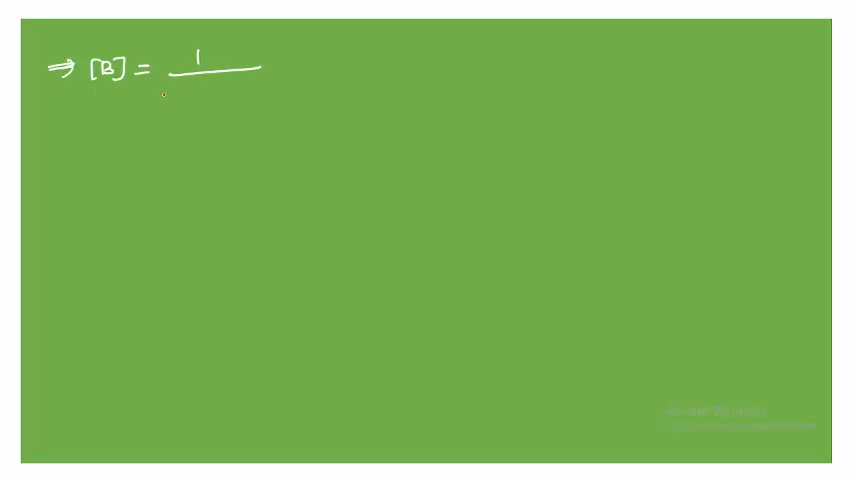 ⇒ [B] = 1/